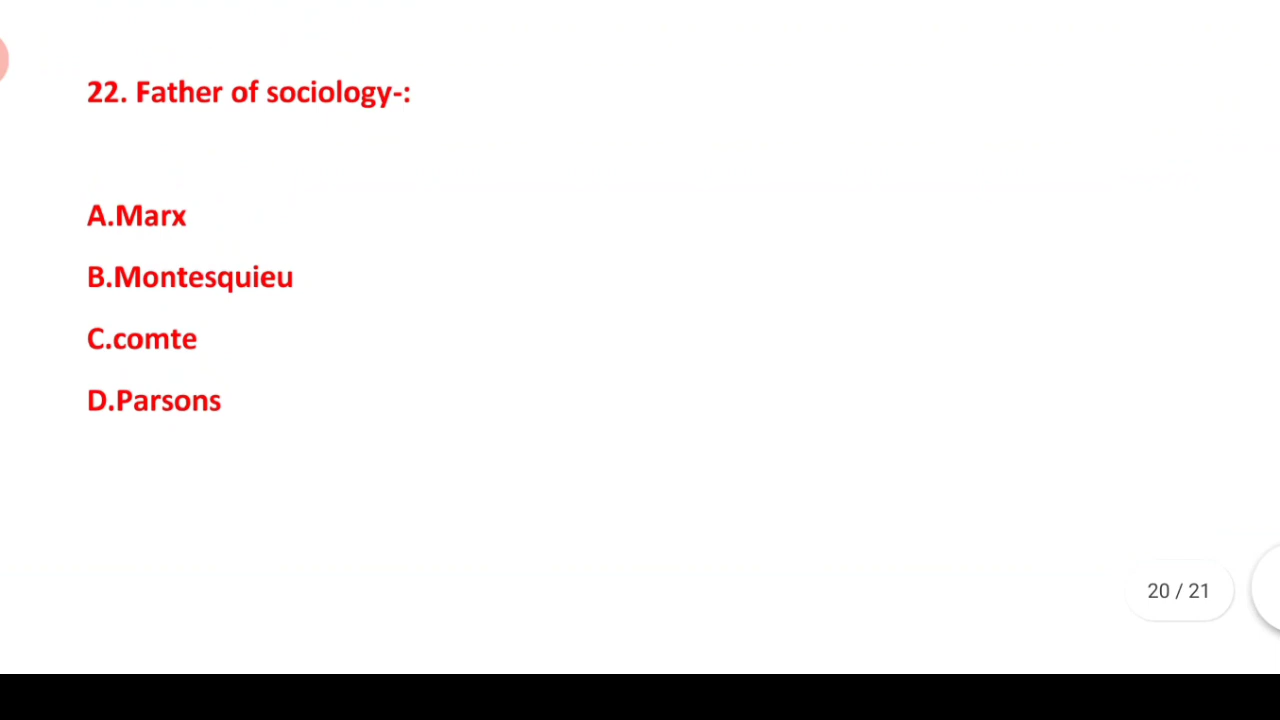 22. Father of sociology-:
A.Marx
B.Montesquieu
C.comte
D.Parsons
20 / 21